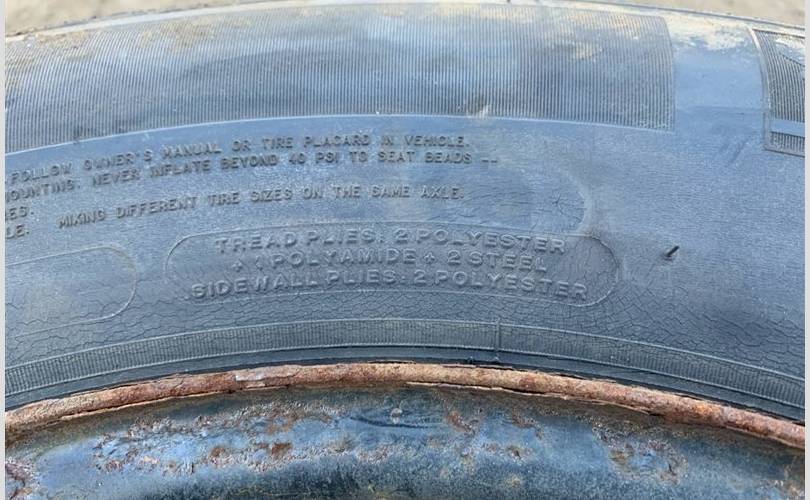 FOLLOW OWNER'S MANUAL OR TIRE PLACARD IN VEHICLE.
MOUNTING. NEVER INFLATE BEYOND 40 PSI TO SEAT BEADS --
MIXING DIFFERENT TIRE SIZES ON THE SAME AXLE.
TREAD PLIES: 2 POLYESTER
+ 1 POLYAMIDE + 2 STEEL
SIDEWALL PLIES: 2 POLYESTER